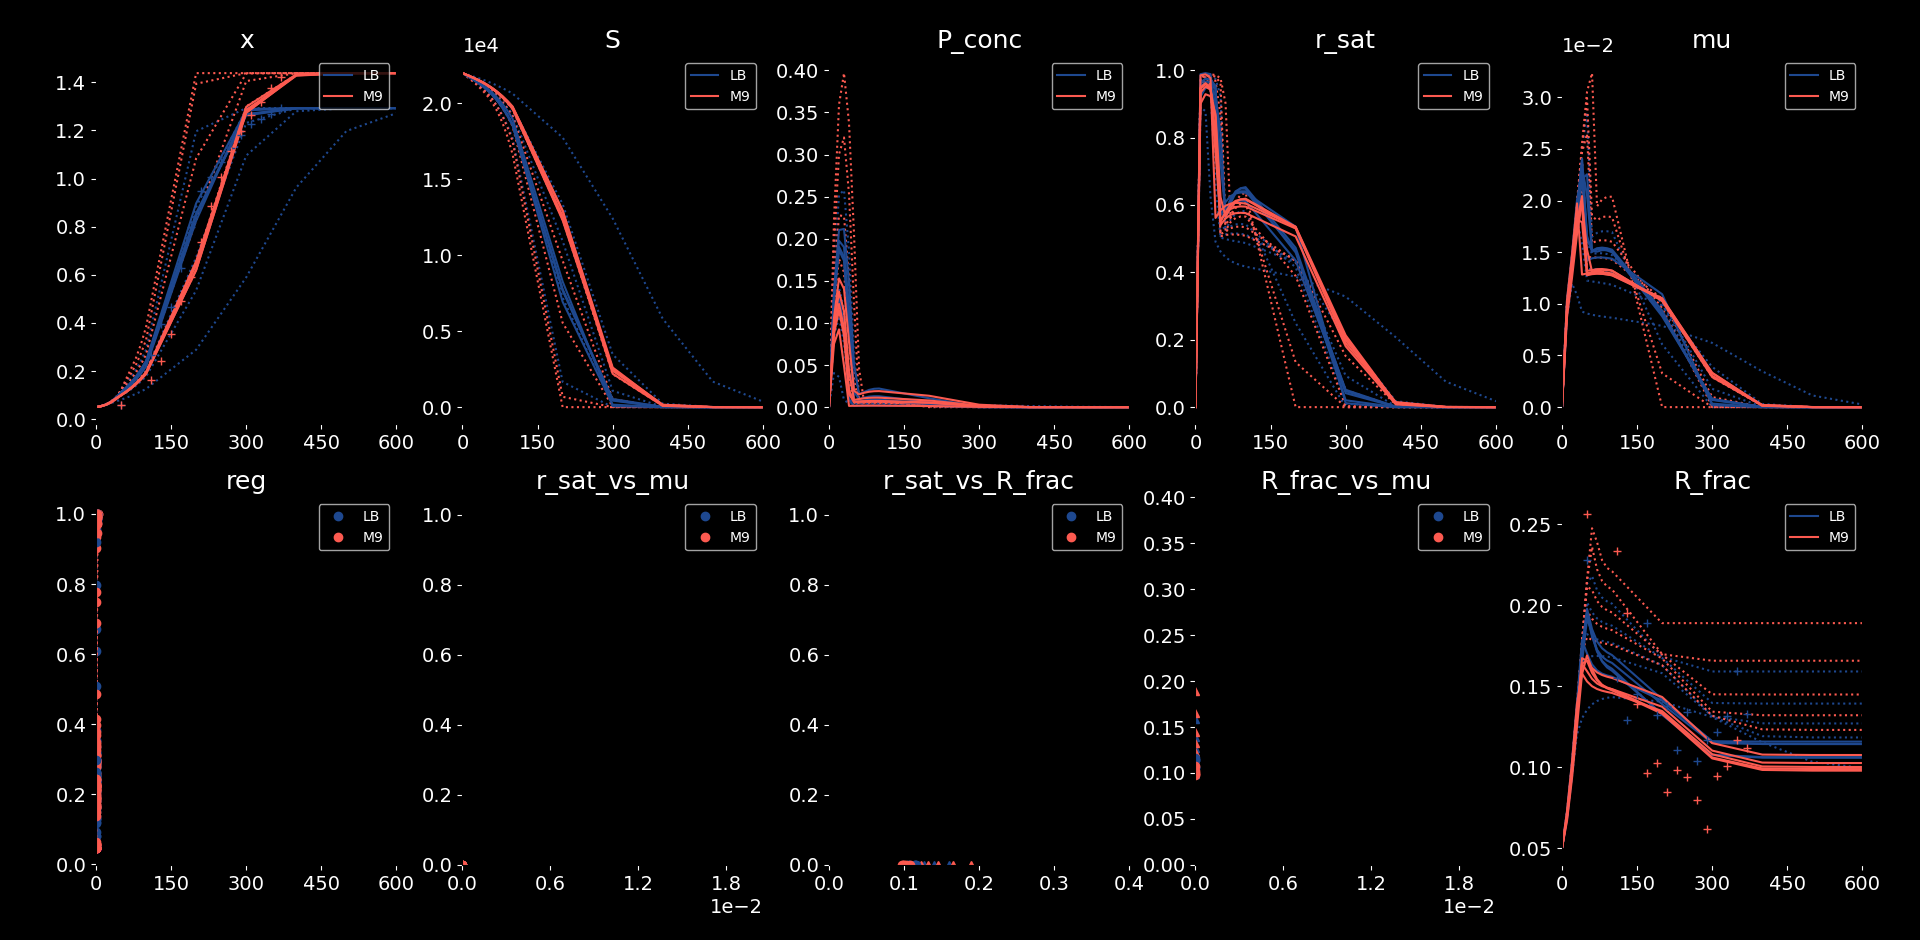 x
1.4
1.2
1.0
0.8
0.6
0.4
0.2
0.0
0 150 300 450 600
LB
M9
S
1e4
2.0
1.5
1.0
0.5
0.0
0 150 300 450 600
LB
M9
P_conc
0.40
0.35
0.30
0.25
0.20
0.15
0.10
0.05
0.00
0 150 300 450 600
LB
M9
r_sat
1.0
0.8
0.6
0.4
0.2
0.0
0 150 300 450 600
LB
M9
mu
1e−2
3.0
2.5
2.0
1.5
1.0
0.5
0.0
0 150 300 450 600
LB
M9
reg
1.0
0.8
0.6
0.4
0.2
0.0
0 150 300 450 600
LB
M9
r_sat_vs_mu
1.0
0.8
0.6
0.4
0.2
0.0
0.0 0.6 1.2 1.8
1e−2
LB
M9
r_sat_vs_R_frac
1.0
0.8
0.6
0.4
0.2
0.0
0.0 0.1 0.2 0.3 0.4
LB
M9
R_frac_vs_mu
0.40
0.35
0.30
0.25
0.20
0.15
0.10
0.05
0.00
0.0 0.6 1.2 1.8
1e−2
LB
M9
R_frac
0.25
0.20
0.15
0.10
0.05
0 150 300 450 600
LB
M9